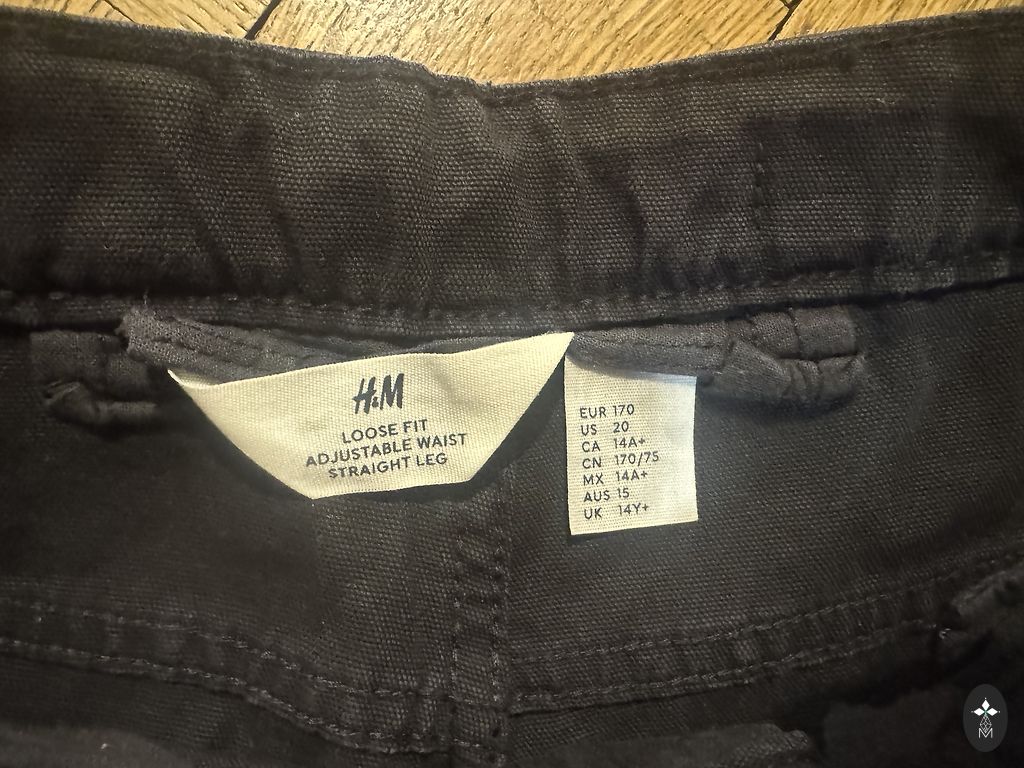 H&M
LOOSE FIT
ADJUSTABLE WAIST
STRAIGHT LEG
EUR 170
US 20
CA 14A+
CN 170/75
MX 14A+
AUS 15
UK 14Y+
M